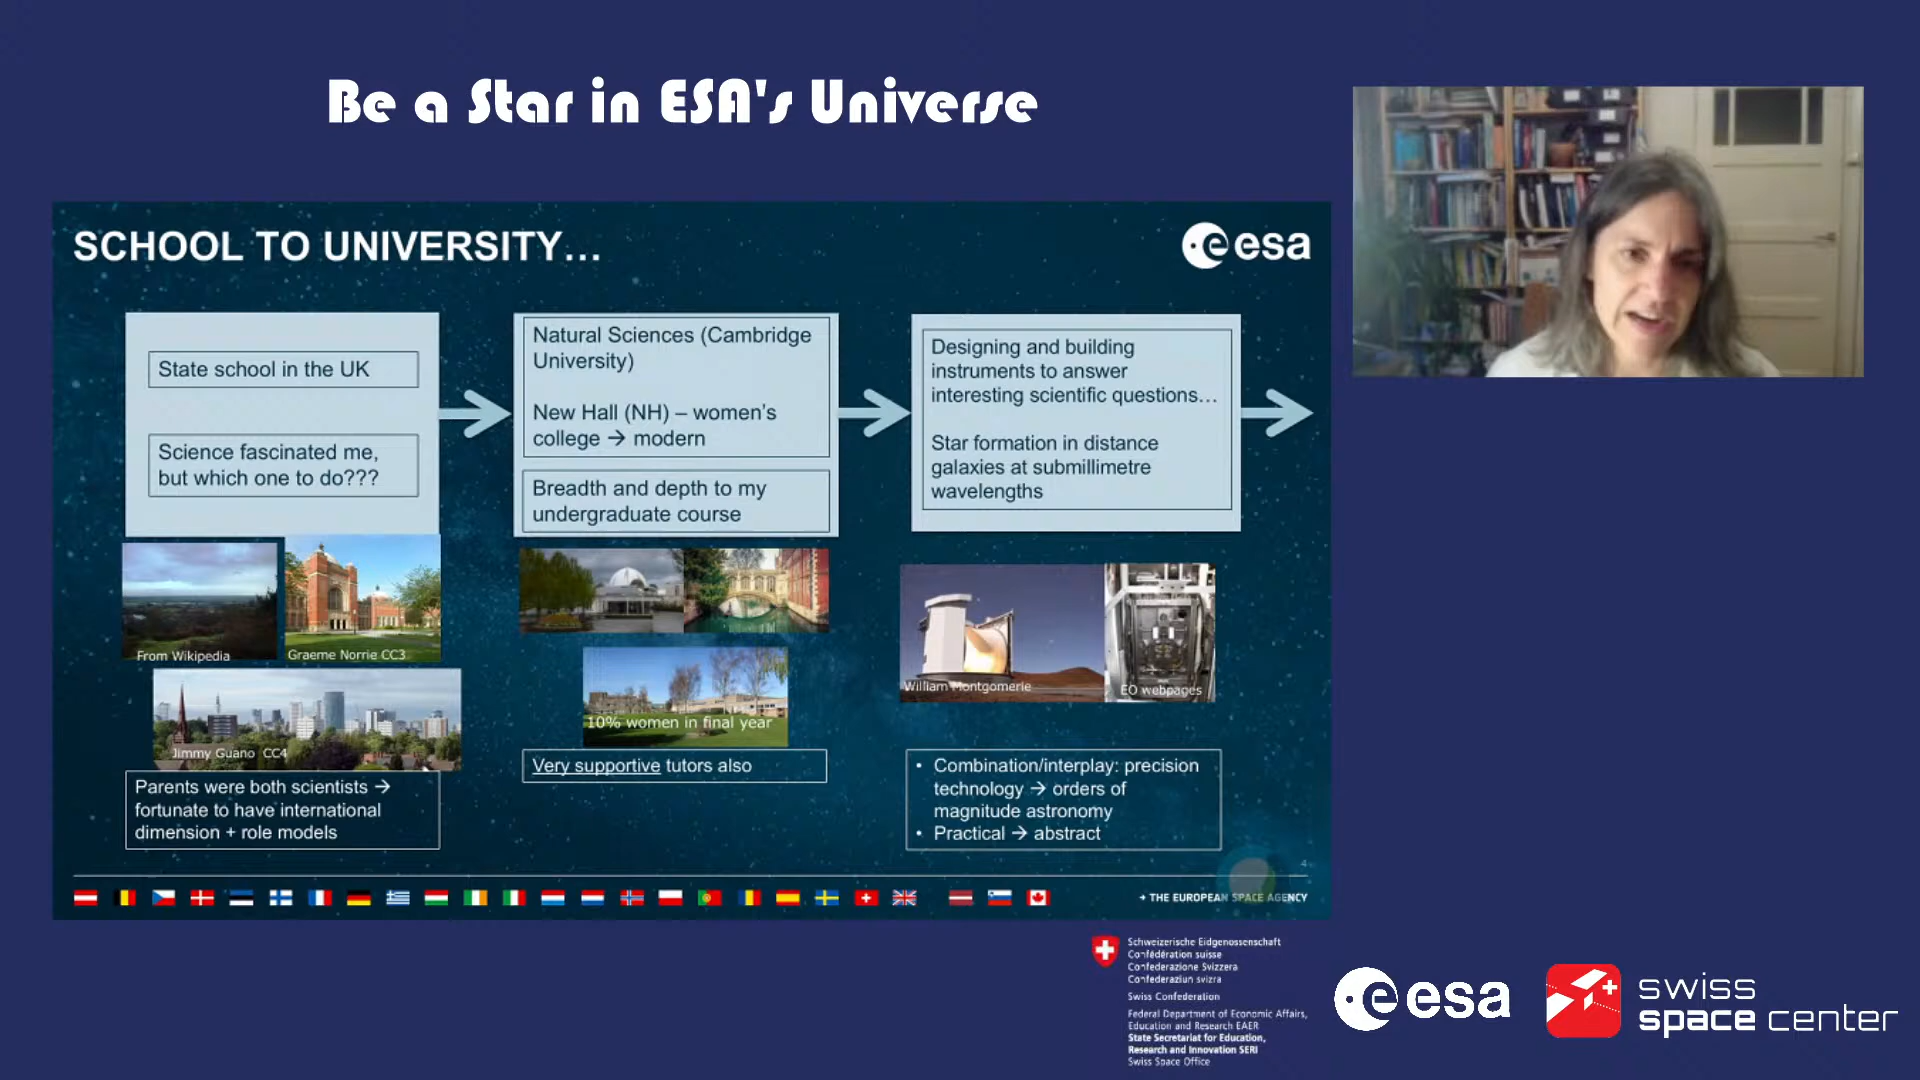 Be a Star in ESA's Universe
SCHOOL TO UNIVERSITY...
esa
State school in the UK
Science fascinated me,
but which one to do???
From Wikipedia
Graeme Norrie CC3
Jimmy Guano CC4
Parents were both scientists →
fortunate to have international
dimension + role models
Natural Sciences (Cambridge
University)
New Hall (NH) – women's
college → modern
Breadth and depth to my
undergraduate course
10% women in final year
Very supportive tutors also
Designing and building
instruments to answer
interesting scientific questions...
Star formation in distance
galaxies at submillimetre
wavelengths
William Montgomerie
EO webpages
• Combination/interplay: precision
technology → orders of
magnitude astronomy
• Practical → abstract
4
→ THE EUROPEAN SPACE AGENCY
Schweizerische Eidgenossenschaft
Confédération suisse
Confederazione Svizzera
Confederaziun svizra
Swiss Confederation
Federal Department of Economic Affairs,
Education and Research EAER
State Secretariat for Education,
Research and Innovation SERI
Swiss Space Office
esa
swiss
space center